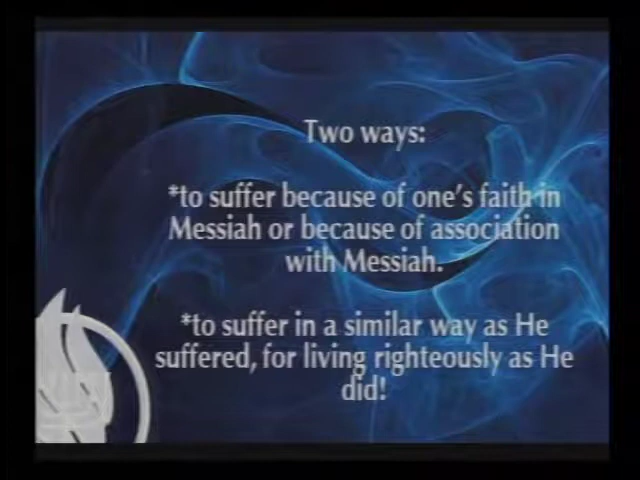 Two ways:
*to suffer because of one's faith in
Messiah or because of association
with Messiah.
*to suffer in a similar way as He
suffered, for living righteously as He
did!